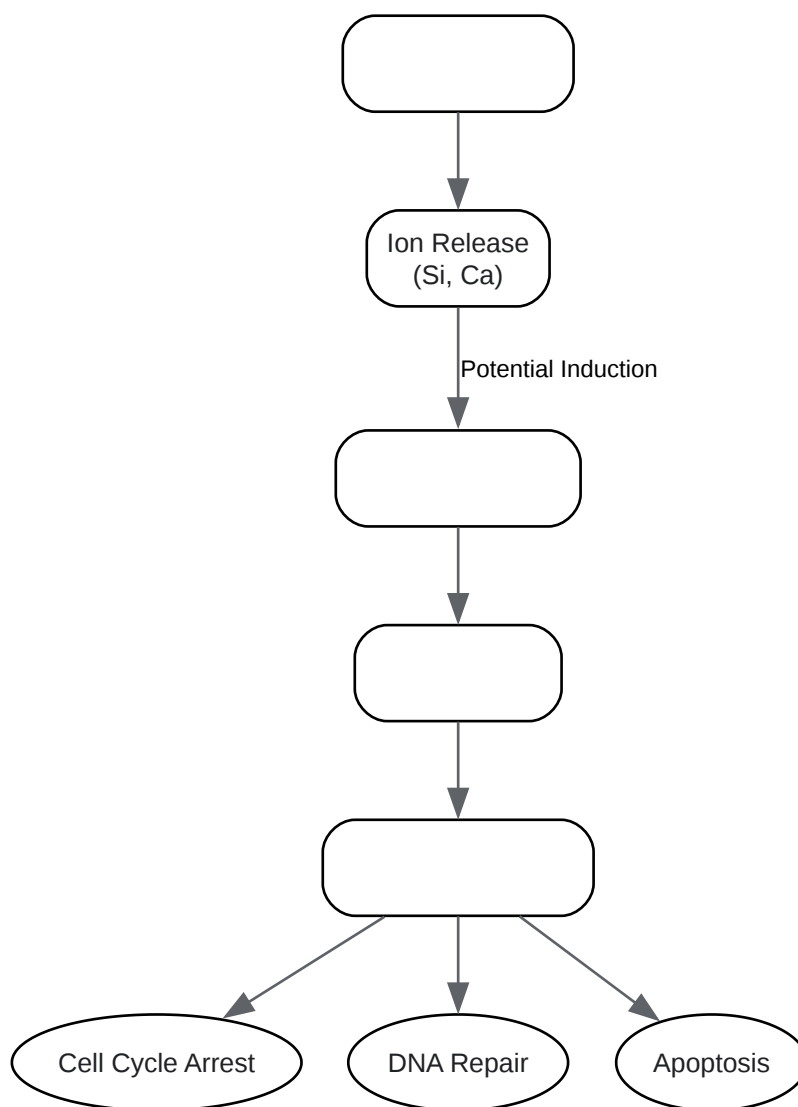 Ion Release
(Si, Ca)
Potential Induction
Cell Cycle Arrest
DNA Repair
Apoptosis